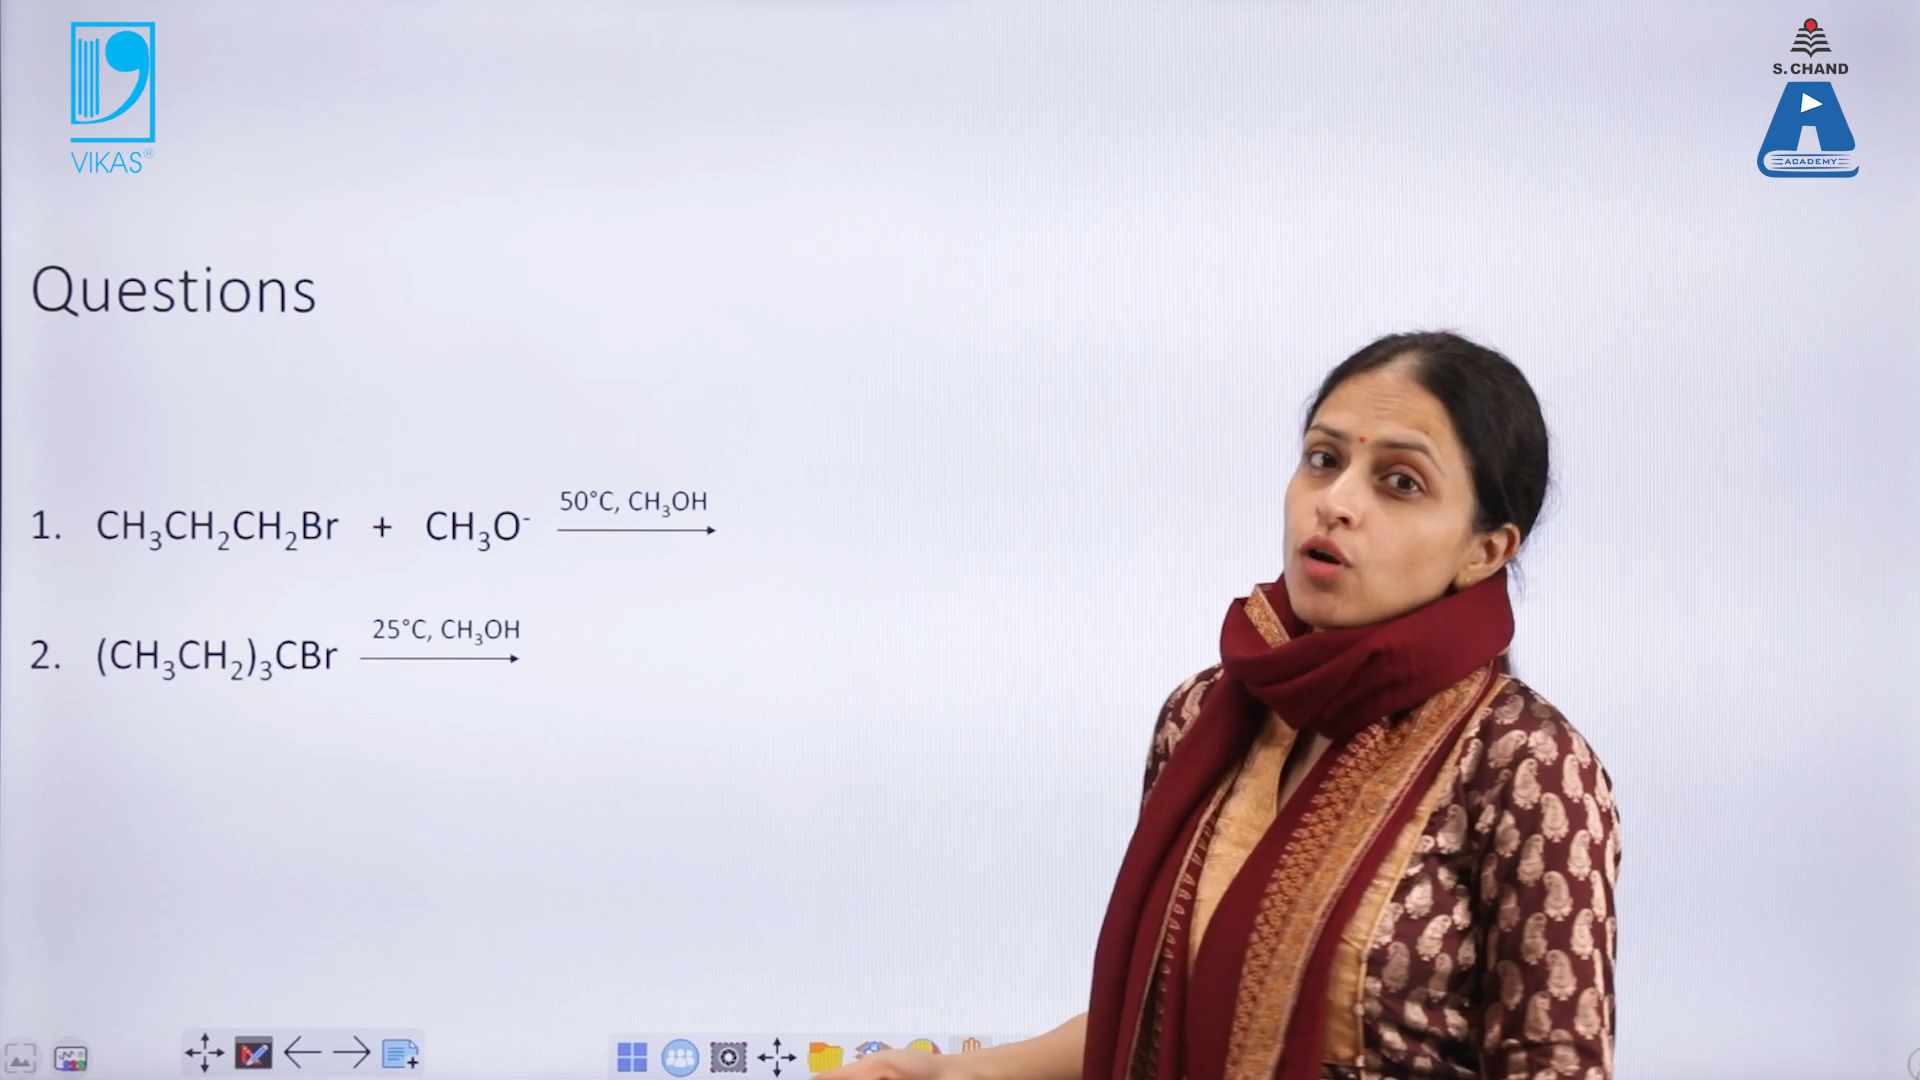 VIKAS®
S. CHAND
ACADEMY
Questions
1. CH₃CH₂CH₂Br + CH₃O⁻ 50°C, CH₃OH
2. (CH₃CH₂)₃CBr 25°C, CH₃OH